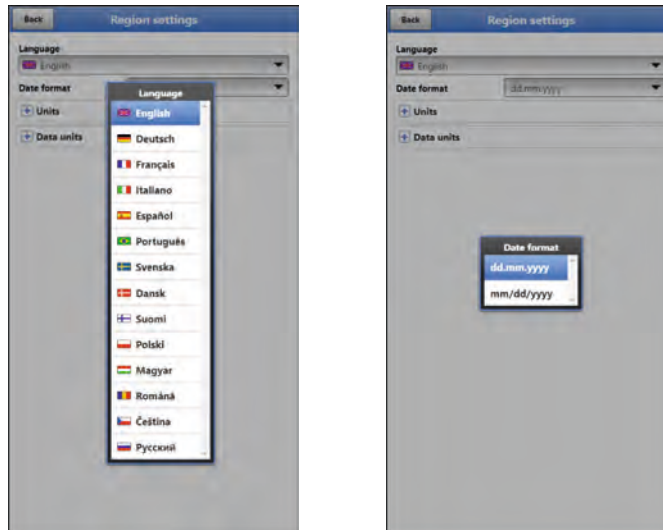 Back Region settings
Language
English
Date format
Units
Data units
Language
English
Deutsch
Français
Italiano
Español
Português
Svenska
Dansk
Suomi
Polski
Magyar
Română
Čeština
Русский
Back Region settings
Language
English
Date format dd.mm.yyyy
Units
Data units
Date format
dd.mm.yyyy
mm/dd/yyyy